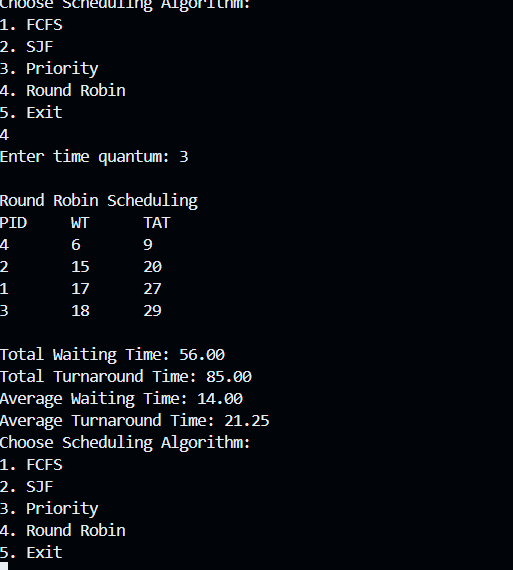 Choose Scheduling Algorithm:
1. FCFS
2. SJF
3. Priority
4. Round Robin
5. Exit
4
Enter time quantum: 3

Round Robin Scheduling
PID     WT      TAT
4       6       9
2       15      20
1       17      27
3       18      29

Total Waiting Time: 56.00
Total Turnaround Time: 85.00
Average Waiting Time: 14.00
Average Turnaround Time: 21.25
Choose Scheduling Algorithm:
1. FCFS
2. SJF
3. Priority
4. Round Robin
5. Exit